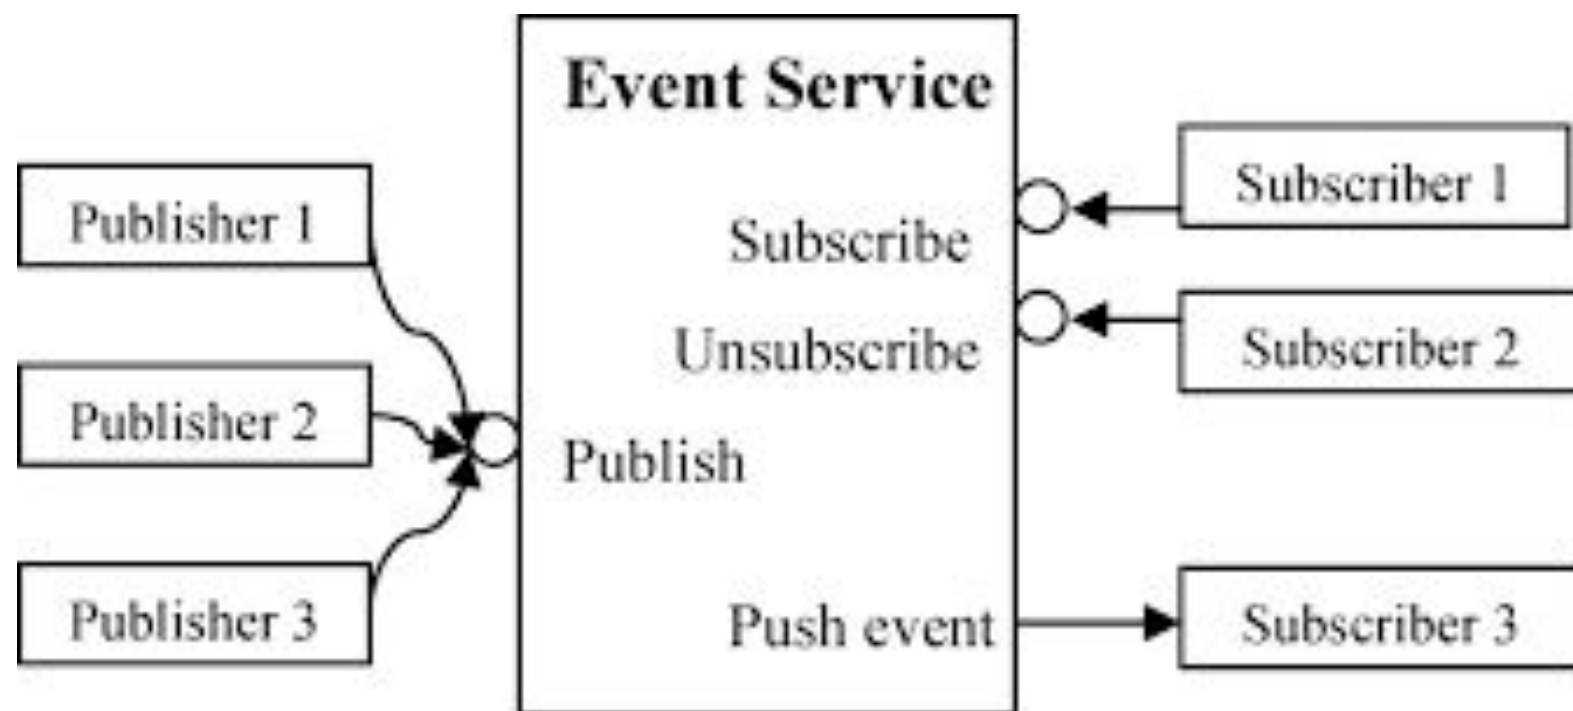 Event Service
Publisher 1
Publisher 2
Publisher 3
Subscribe
Unsubscribe
Publish
Push event
Subscriber 1
Subscriber 2
Subscriber 3